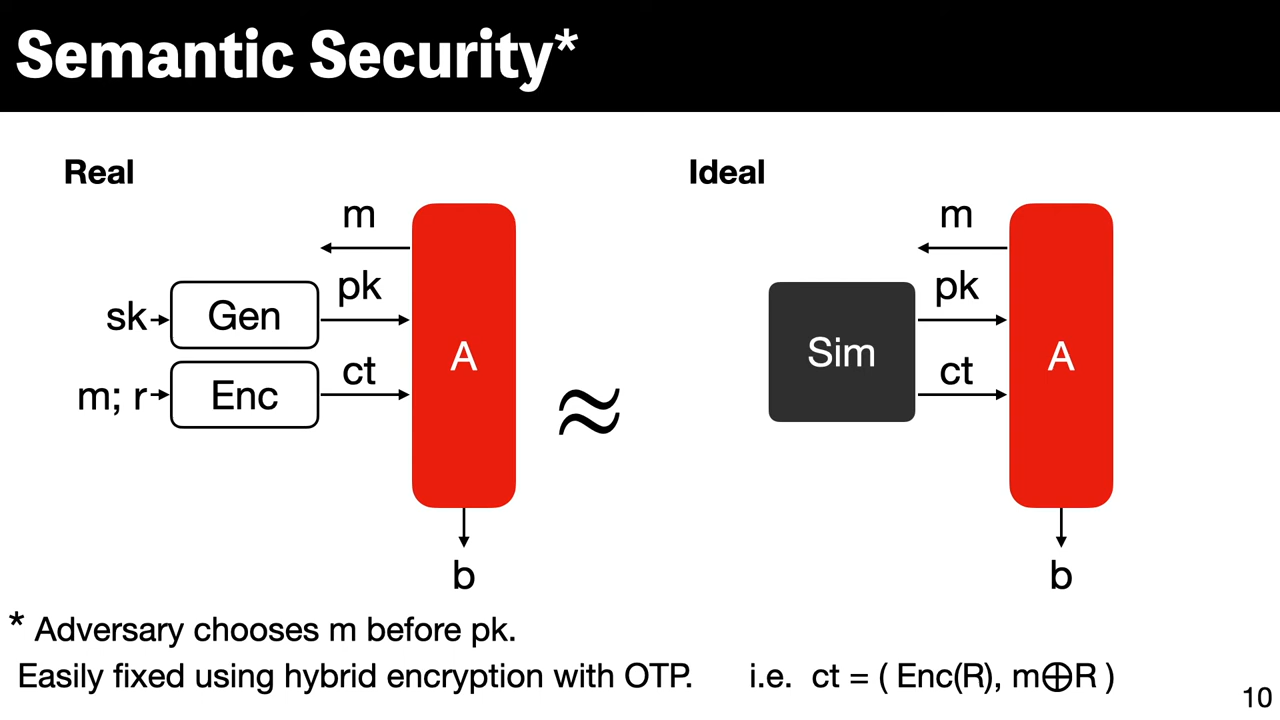 Semantic Security*
Real
m
pk
sk
Gen
ct
m; r
Enc
A
b
≈
Ideal
m
pk
Sim
ct
A
b
* Adversary chooses m before pk.
Easily fixed using hybrid encryption with OTP. i.e. ct = ( Enc(R), m⊕R )
10